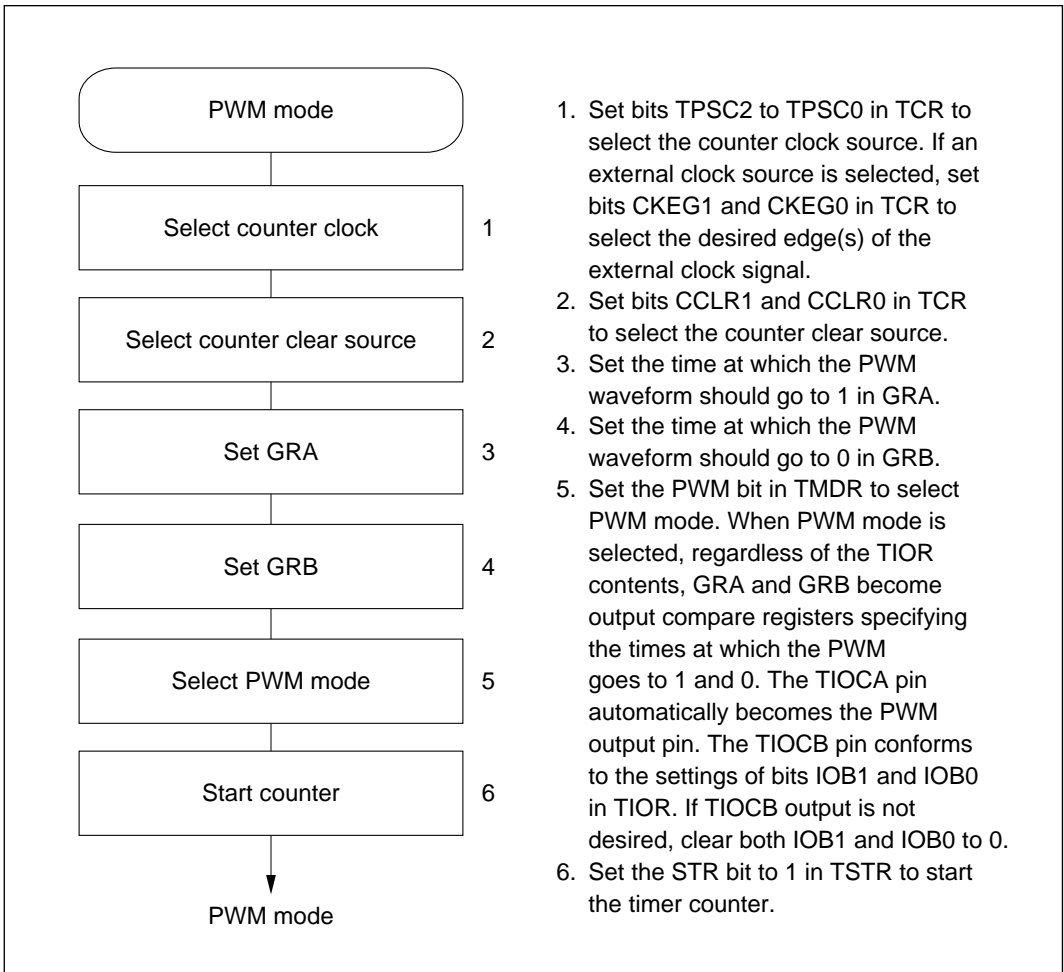 PWM mode
Select counter clock
1
Select counter clear source
2
Set GRA
3
Set GRB
4
Select PWM mode
5
Start counter
6
PWM mode
1. Set bits TPSC2 to TPSC0 in TCR to
select the counter clock source. If an
external clock source is selected, set
bits CKEG1 and CKEG0 in TCR to
select the desired edge(s) of the
external clock signal.
2. Set bits CCLR1 and CCLR0 in TCR
to select the counter clear source.
3. Set the time at which the PWM
waveform should go to 1 in GRA.
4. Set the time at which the PWM
waveform should go to 0 in GRB.
5. Set the PWM bit in TMDR to select
PWM mode. When PWM mode is
selected, regardless of the TIOR
contents, GRA and GRB become
output compare registers specifying
the times at which the PWM
goes to 1 and 0. The TIOCA pin
automatically becomes the PWM
output pin. The TIOCB pin conforms
to the settings of bits IOB1 and IOB0
in TIOR. If TIOCB output is not
desired, clear both IOB1 and IOB0 to 0.
6. Set the STR bit to 1 in TSTR to start
the timer counter.